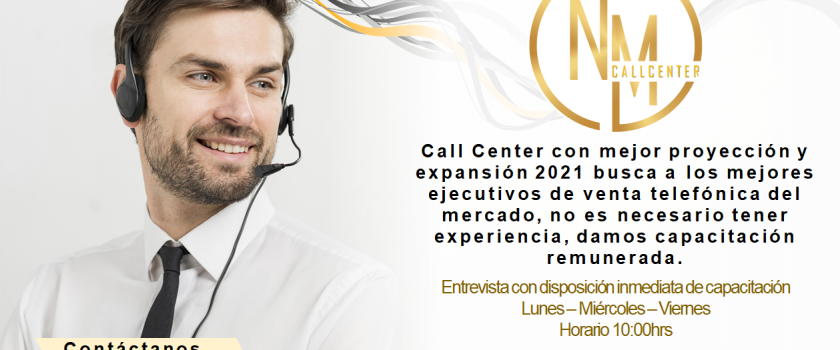 NM
CALLCENTER
Call Center con mejor proyección y
expansión 2021 busca a los mejores
ejecutivos de venta telefónica del
mercado, no es necesario tener
experiencia, damos capacitación
remunerada.
Entrevista con disposición inmediata de capacitación
Lunes – Miércoles – Viernes
Horario 10:00hrs
Contáctanos